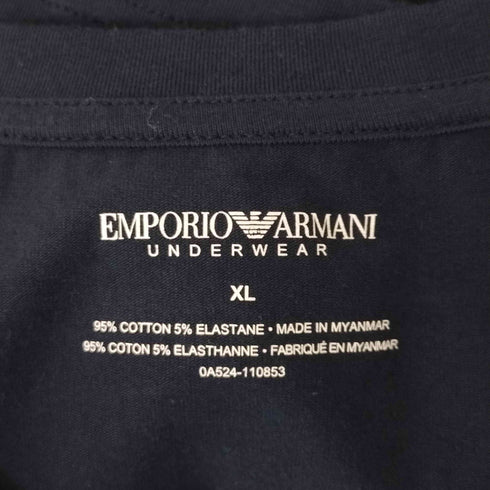 EMPORIO ARMANI
UNDERWEAR
XL
95% COTTON 5% ELASTANE • MADE IN MYANMAR
95% COTON 5% ELASTHANNE • FABRIQUÉ EN MYANMAR
0A524-110853